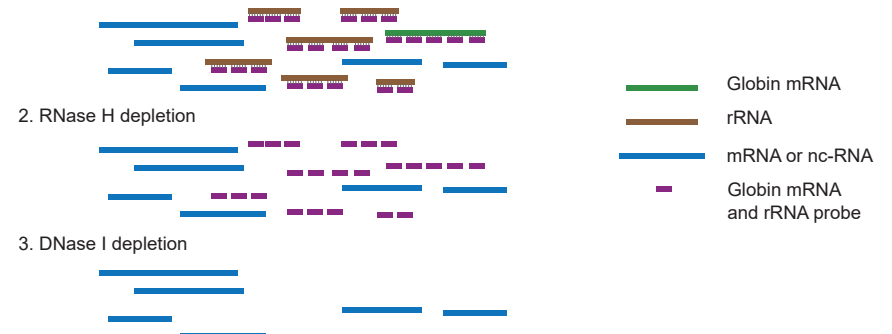 2. RNase H depletion
3. DNase I depletion
Globin mRNA
rRNA
mRNA or nc-RNA
Globin mRNA
and rRNA probe